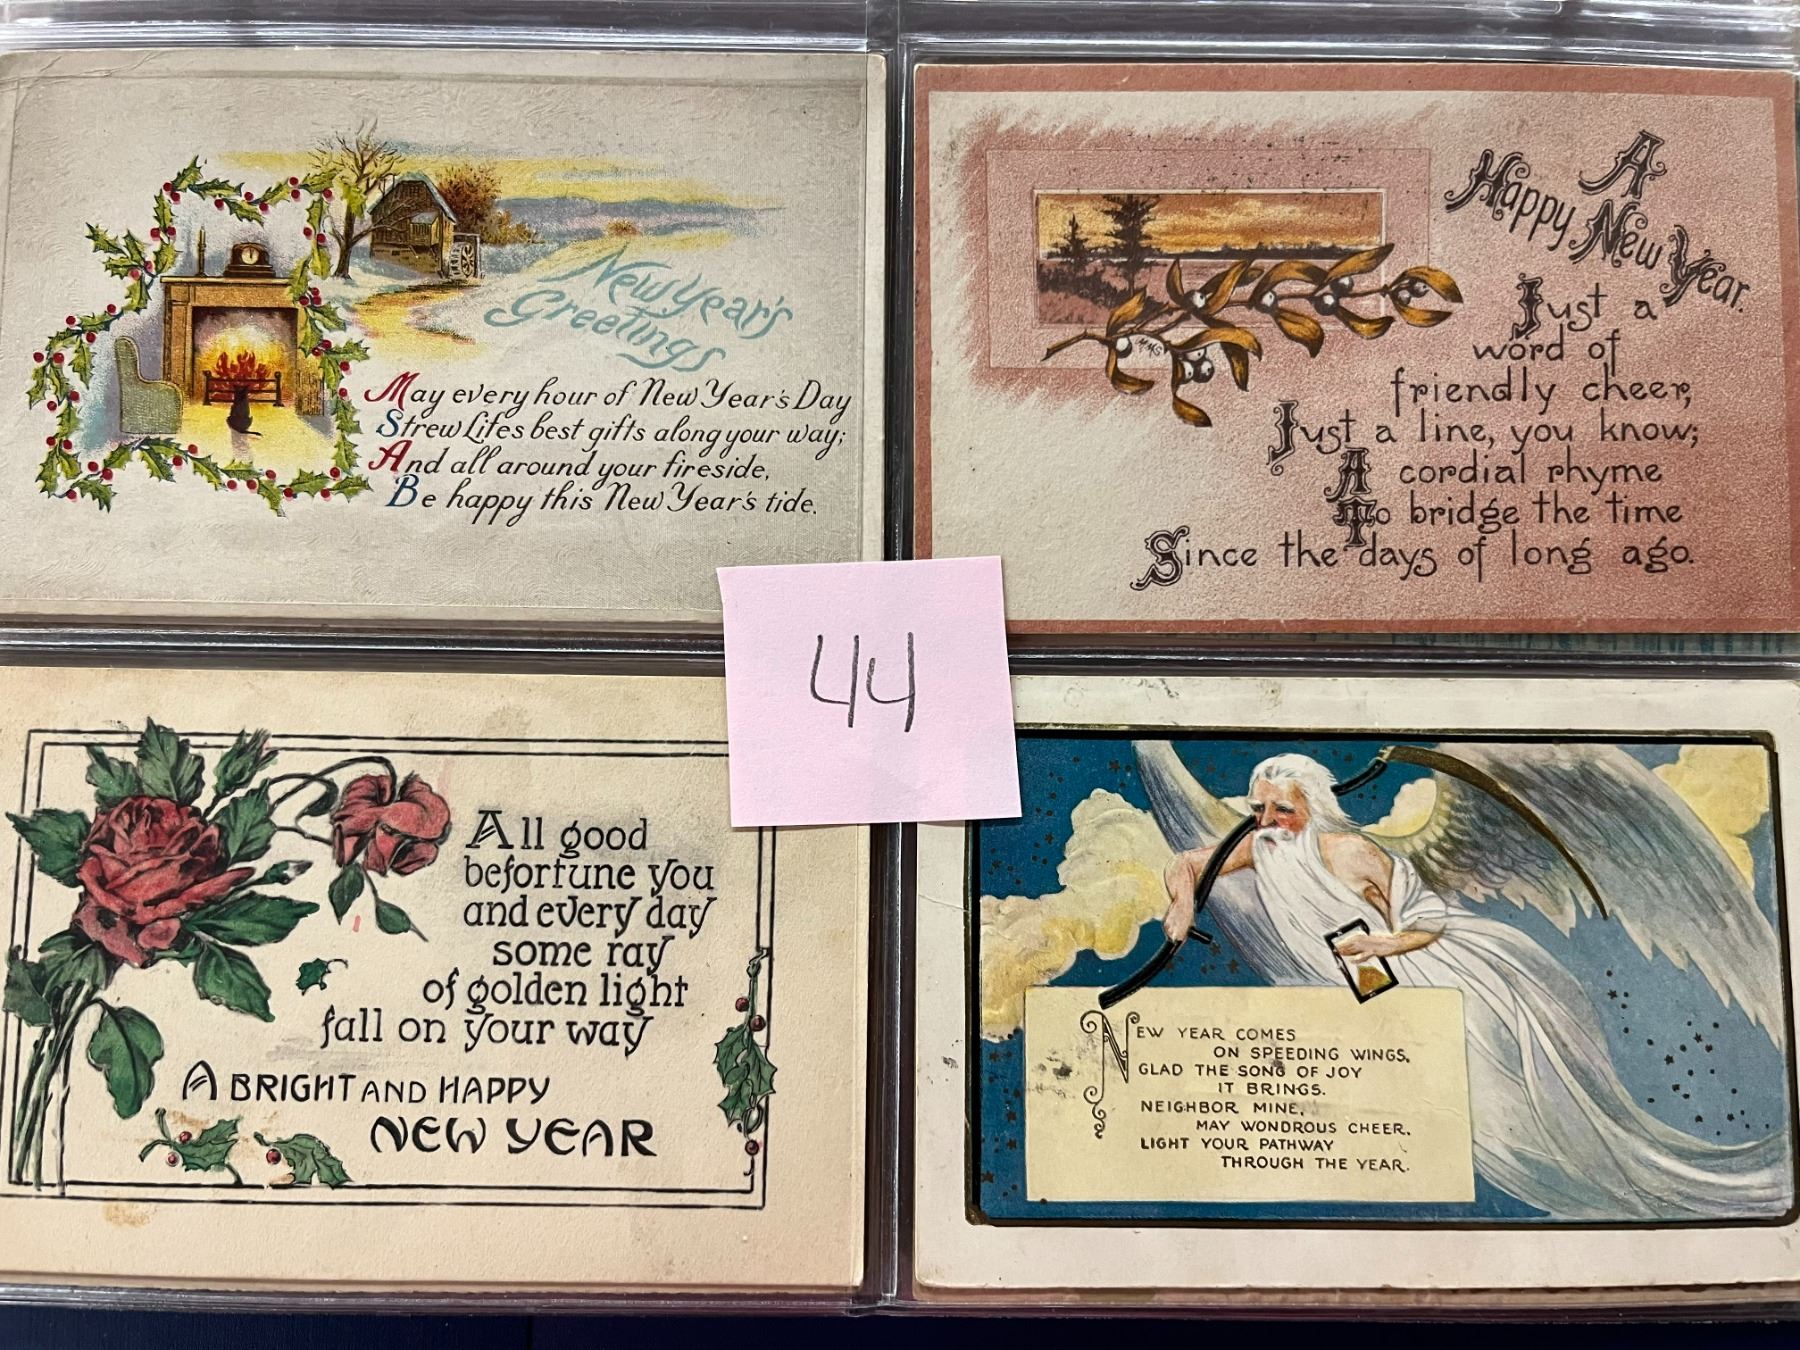 New Year's
Greetings
May every hour of New Year's Day
Strew Lifes best gifts along your way;
And all around your fireside,
Be happy this New Year's tide.
A
Happy New Year.
Just a
word of
friendly cheer,
Just a line, you know;
A cordial rhyme
To bridge the time
Since the days of long ago.
MMS
44
All good
befortune you
and every day
some ray
of golden light
fall on your way
A BRIGHT AND HAPPY
NEW YEAR
NEW YEAR COMES
ON SPEEDING WINGS,
GLAD THE SONG OF JOY
IT BRINGS.
NEIGHBOR MINE,
MAY WONDROUS CHEER,
LIGHT YOUR PATHWAY
THROUGH THE YEAR.